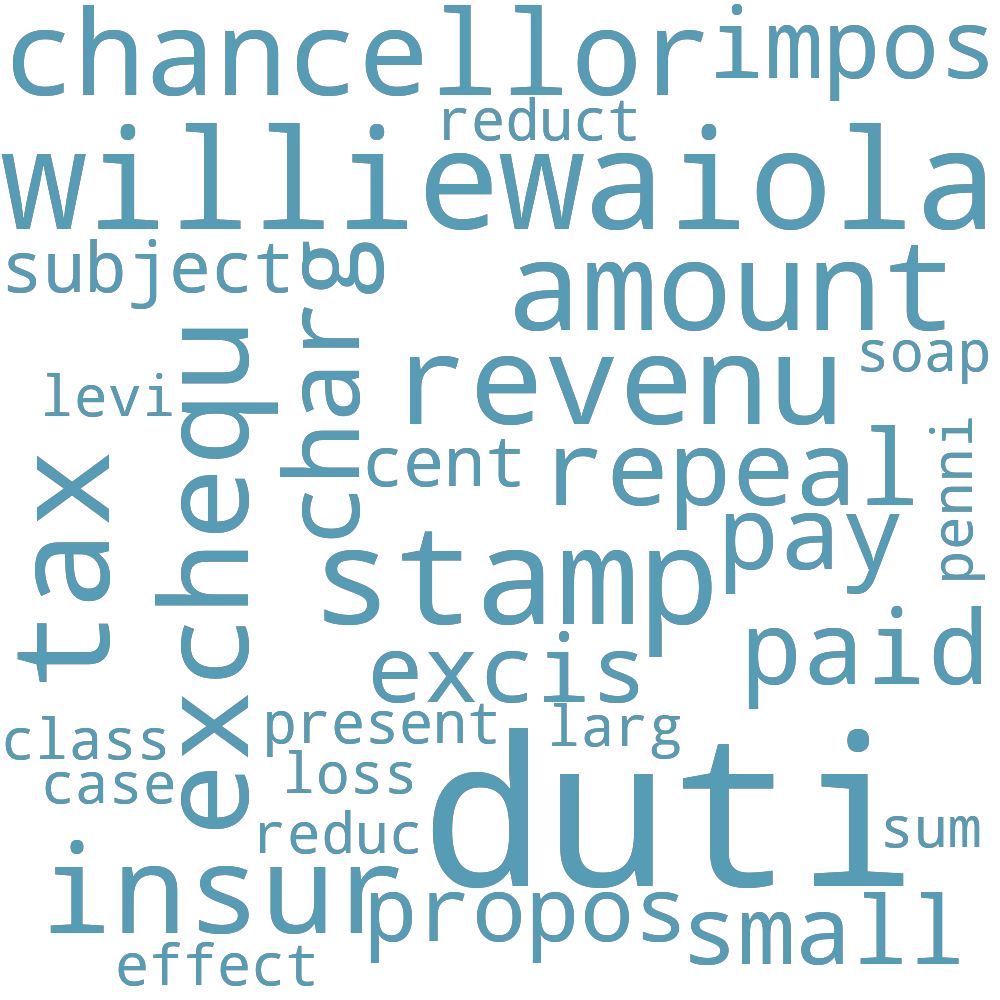 chancellor
impos
reduct
williewaiola
subject
charg
amount
exchequ
revenu
soap
levi
tax
cent
repeal
penni
pay
stamp
paid
excis
present
larg
class
case
loss
duti
reduc
sum
insur
propos
small
effect